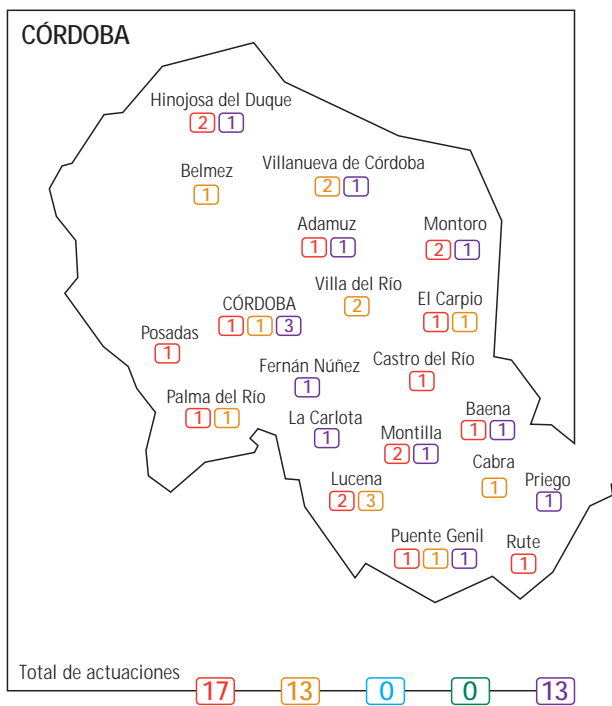 CÓRDOBA
Hinojosa del Duque
2 1
Belmez
1
Villanueva de Córdoba
2 1
Adamuz
1 1
Montoro
2 1
Villa del Río
2
CÓRDOBA
1 1 3
El Carpio
1 1
Posadas
1
Castro del Río
1
Fernán Núñez
1
Palma del Río
1 1
La Carlota
1
Baena
1 1
Montilla
2 1
Cabra
1
Lucena
2 3
Priego
1
Puente Genil
1 1 1
Rute
1
Total de actuaciones
17 13 0 0 13